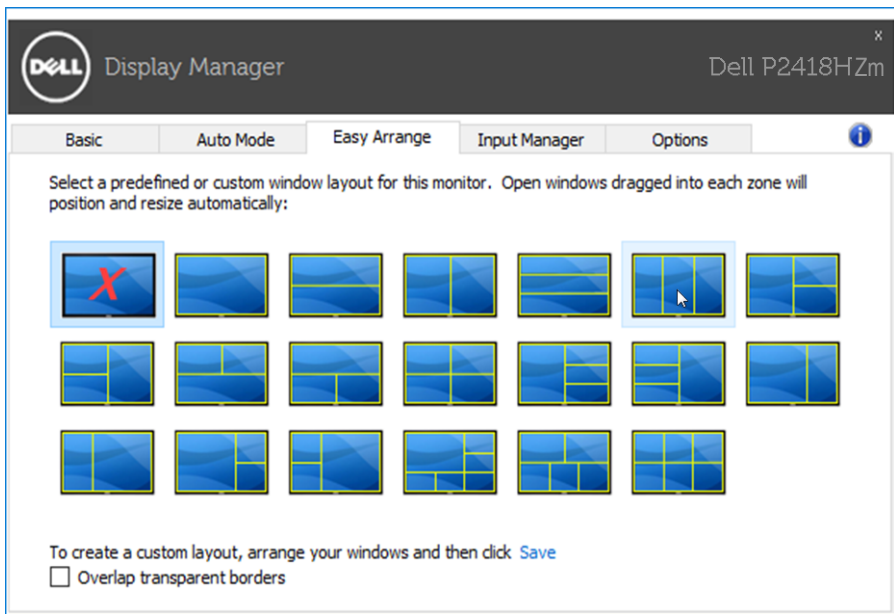 x
DELL Display Manager
Dell P2418HZm
Basic Auto Mode Easy Arrange Input Manager Options
Select a predefined or custom window layout for this monitor. Open windows dragged into each zone will
position and resize automatically:
X
To create a custom layout, arrange your windows and then click Save
Overlap transparent borders